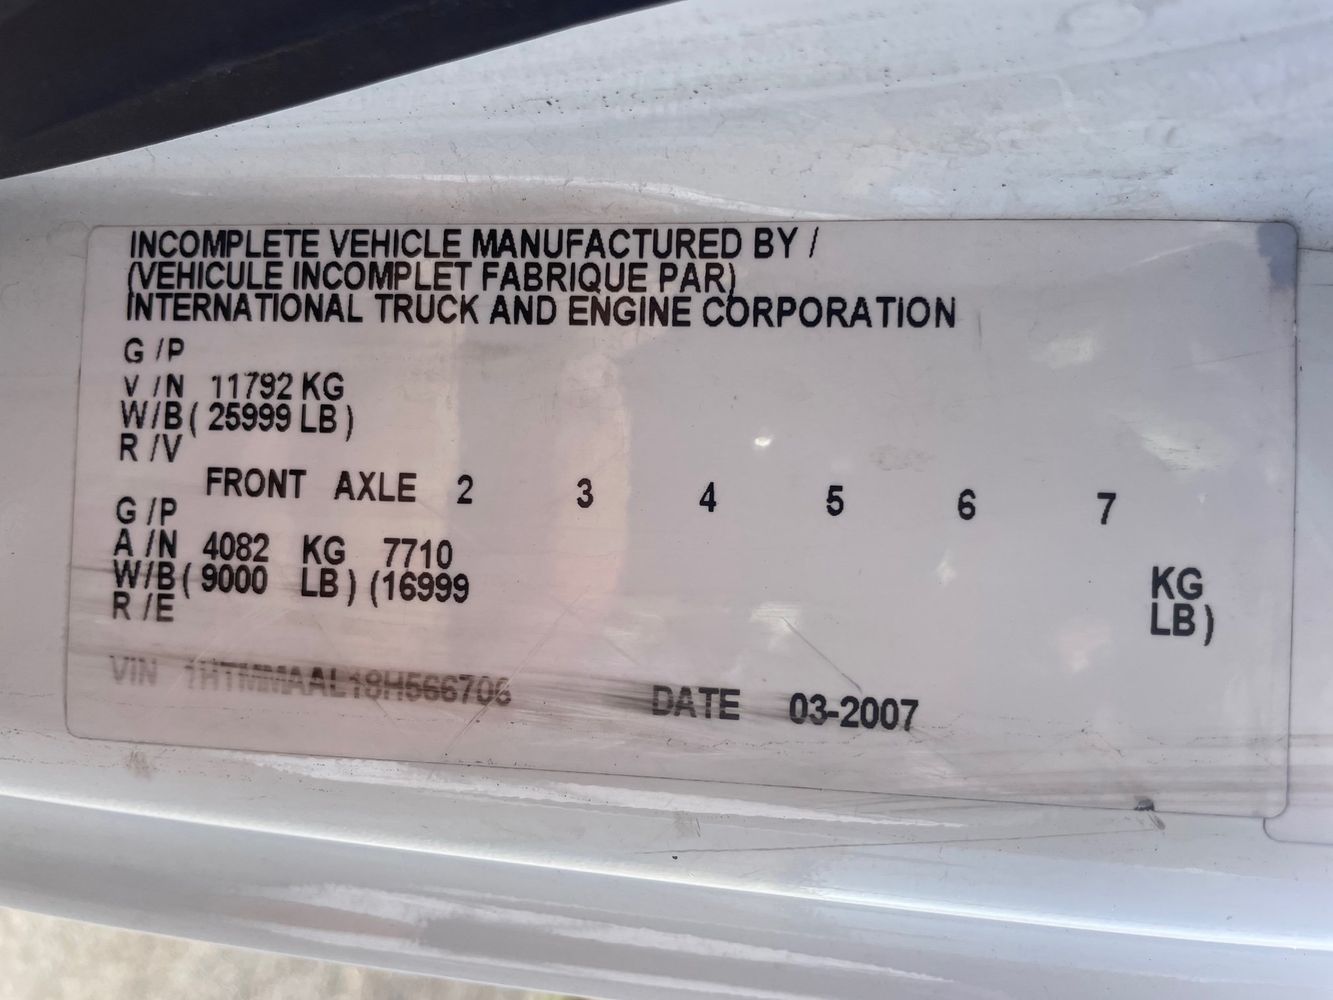 INCOMPLETE VEHICLE MANUFACTURED BY /
(VEHICULE INCOMPLET FABRIQUE PAR)
INTERNATIONAL TRUCK AND ENGINE CORPORATION
G /P
V /N 11792 KG
W/B ( 25999 LB )
R /V
FRONT AXLE 2 3 4 5 6 7
G /P
A /N 4082 KG 7710 KG
W/B ( 9000 LB ) (16999 LB )
R /E
VIN 1HTMMAAL18H566706 DATE 03-2007